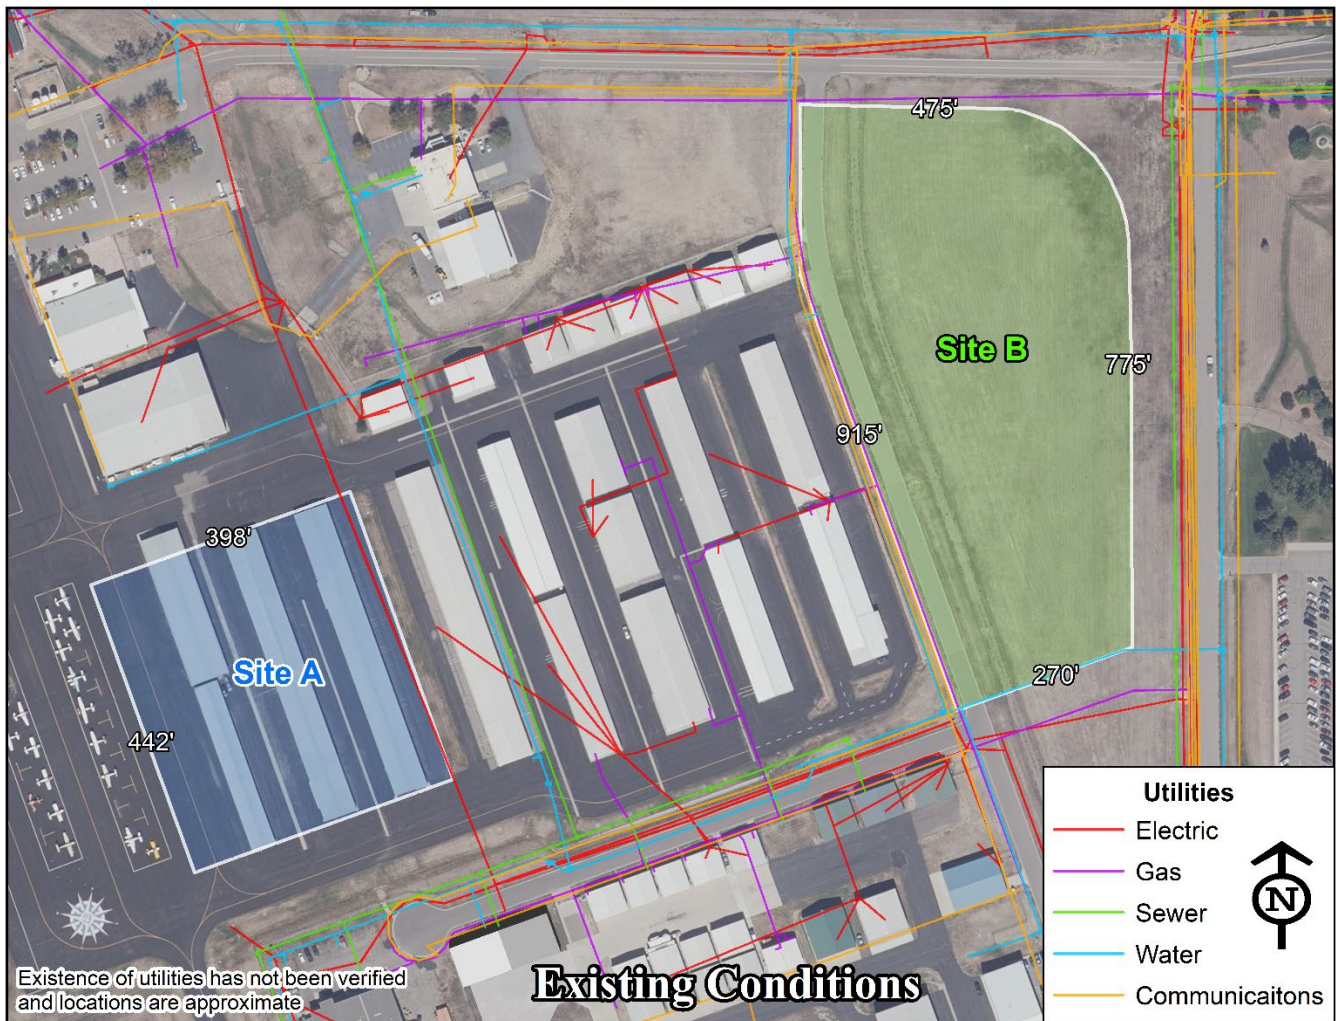 475'
Site B
775'
915'
398'
Site A
270'
442'
Utilities
Electric
Gas
Sewer
Water
Communicaitons
N
Existence of utilities has not been verified
and locations are approximate
Existing Conditions